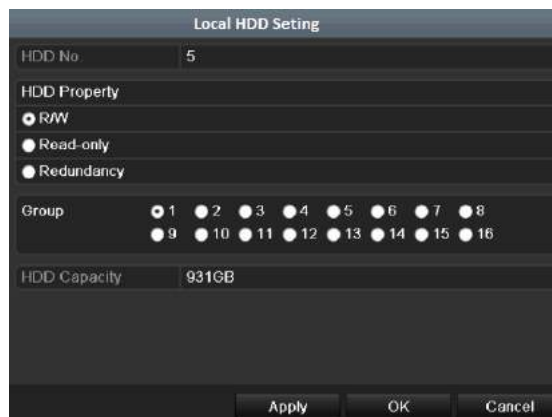 Local HDD Seting
HDD No. 5
HDD Property
R/W
Read-only
Redundancy
Group 1 2 3 4 5 6 7 8
9 10 11 12 13 14 15 16
HDD Capacity 931GB
Apply OK Cancel